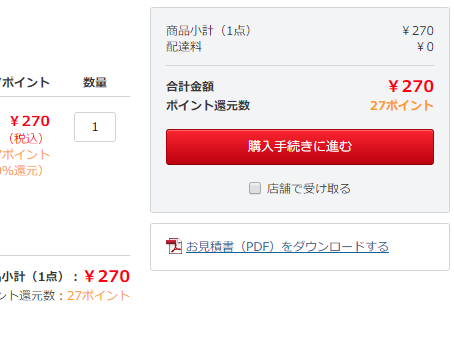 商品小計（1点） ￥270
配達料 ￥0
ポイント 数量
合計金額 ￥270
ポイント還元数 27ポイント
￥270 1
（税込）
ポイント
%還元）
購入手続きに進む
店舗で受け取る
お見積書（PDF）をダウンロードする
小計（1点）：￥270
ント還元数：27ポイント